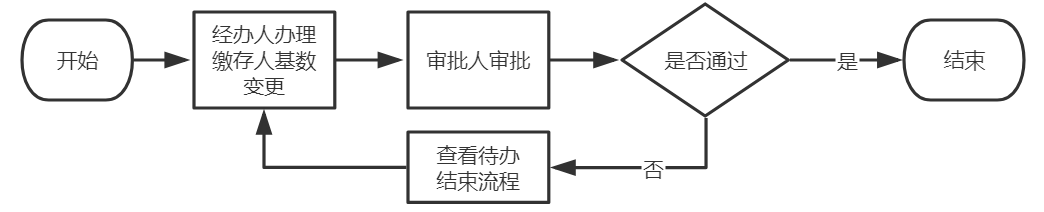 开始
经办人办理
缴存人基数
变更
审批人审批
是否通过
是
结束
查看待办
结束流程
否